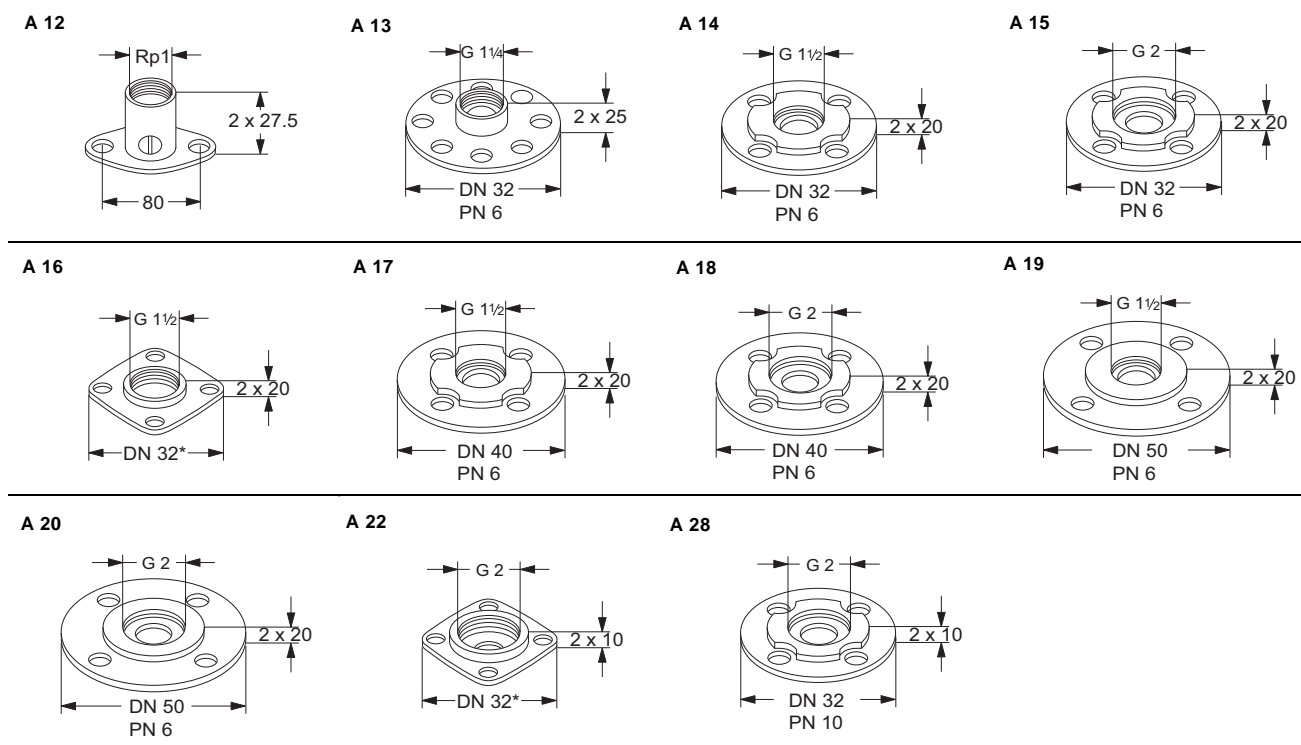 A 12
Rp1
2 x 27.5
80
A 13
G 1¼
2 x 25
DN 32
PN 6
A 14
G 1½
2 x 20
DN 32
PN 6
A 15
G 2
2 x 20
DN 32
PN 6
A 16
G 1½
2 x 20
DN 32*
A 17
G 1½
2 x 20
DN 40
PN 6
A 18
G 2
2 x 20
DN 40
PN 6
A 19
G 1½
2 x 20
DN 50
PN 6
A 20
G 2
2 x 20
DN 50
PN 6
A 22
G 2
2 x 10
DN 32*
A 28
G 2
2 x 10
DN 32
PN 10